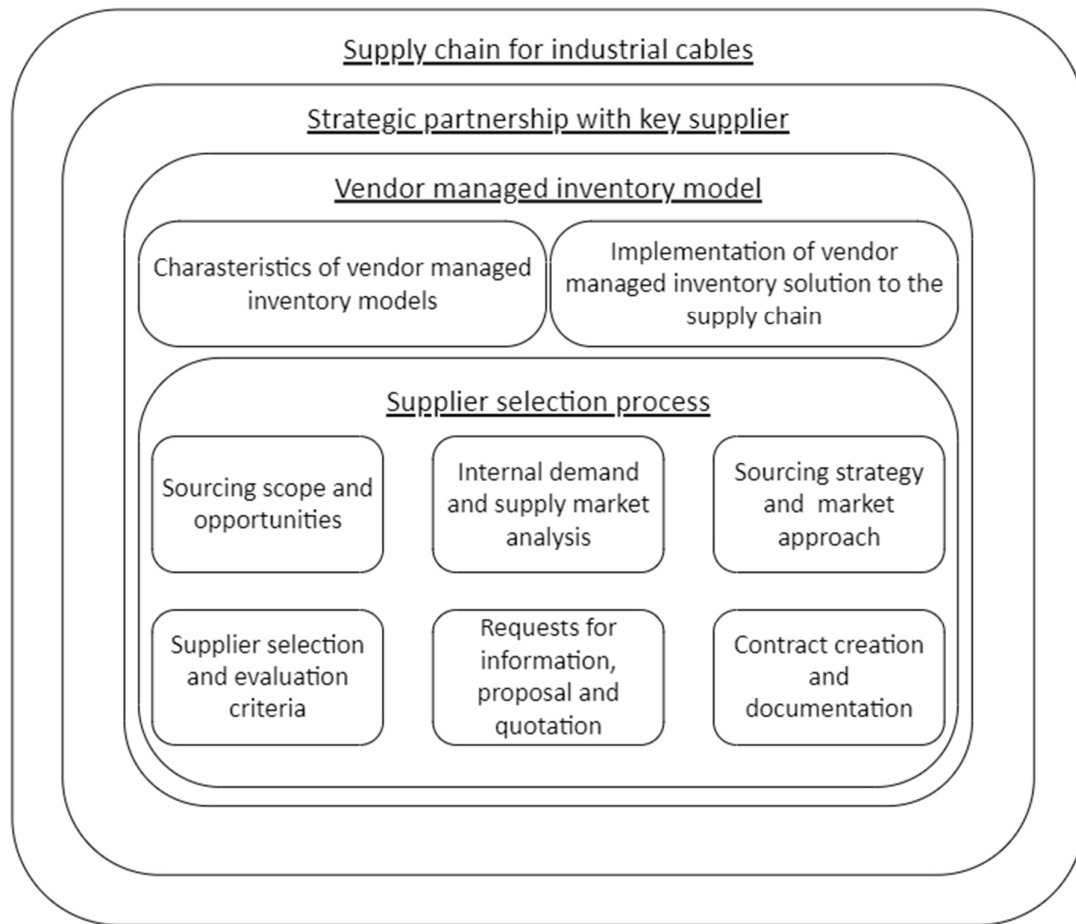 Supply chain for industrial cables
Strategic partnership with key supplier
Vendor managed inventory model
Charasteristics of vendor managed
inventory models
Implementation of vendor
managed inventory solution to the
supply chain
Supplier selection process
Sourcing scope and
opportunities
Internal demand
and supply market
analysis
Sourcing strategy
and market
approach
Supplier selection
and evaluation
criteria
Requests for
information,
proposal and
quotation
Contract creation
and
documentation